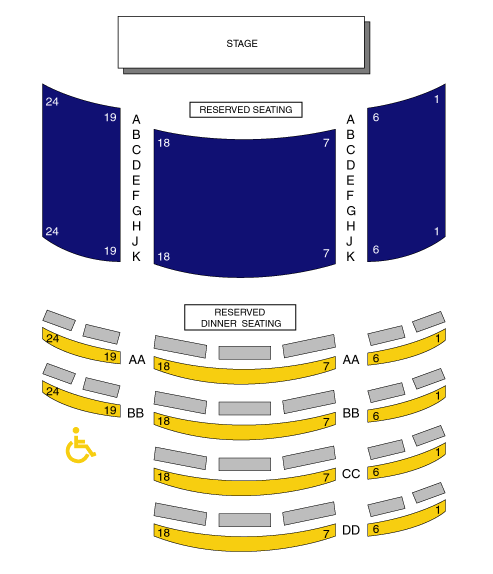 STAGE
RESERVED SEATING
24 19 A 6 1
B
18 7
C C
D D
E E
F F
G G
H H
J J
24 19 K 18 7 K 6 1
A
B
RESERVED
DINNER SEATING
24 19 AA 18 7 AA 6 1
24 19 BB 18 7 BB 6 1
18 7 CC 6 1
18 7 DD 6 1